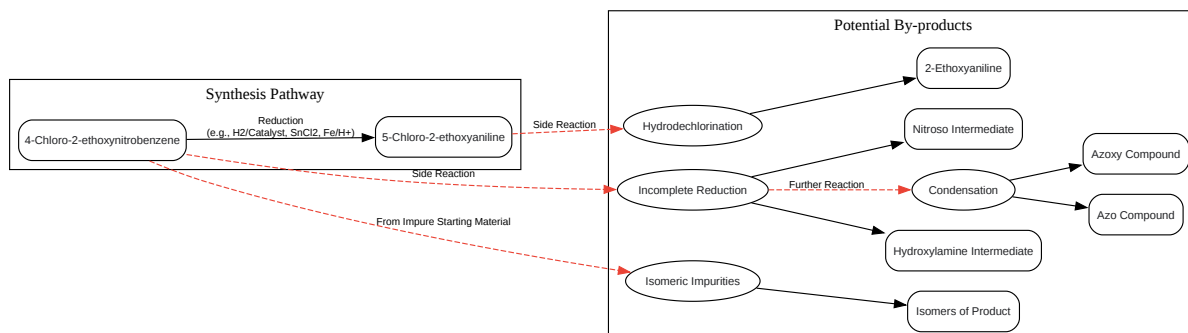 Potential By-products
Synthesis Pathway
2-Ethoxyaniline
Reduction
(e.g., H2/Catalyst, SnCl2, Fe/H+)
4-Chloro-2-ethoxynitrobenzene
5-Chloro-2-ethoxyaniline
Side Reaction
Hydrodechlorination
Nitroso Intermediate
Azoxy Compound
Side Reaction
Incomplete Reduction
Further Reaction
Condensation
Azo Compound
From Impure Starting Material
Hydroxylamine Intermediate
Isomeric Impurities
Isomers of Product